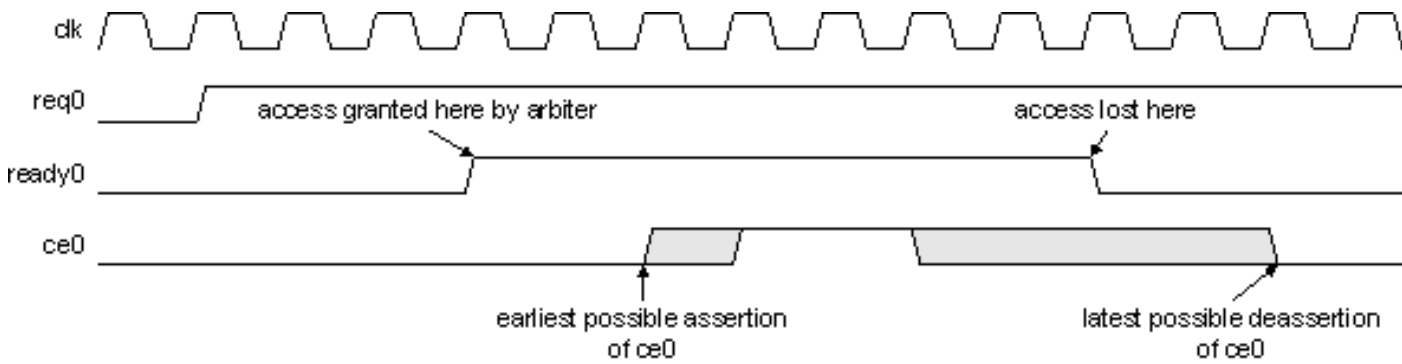 clk
req0
access granted here by arbiter
access lost here
ready0
ce0
earliest possible assertion
of ce0
latest possible deassertion
of ce0